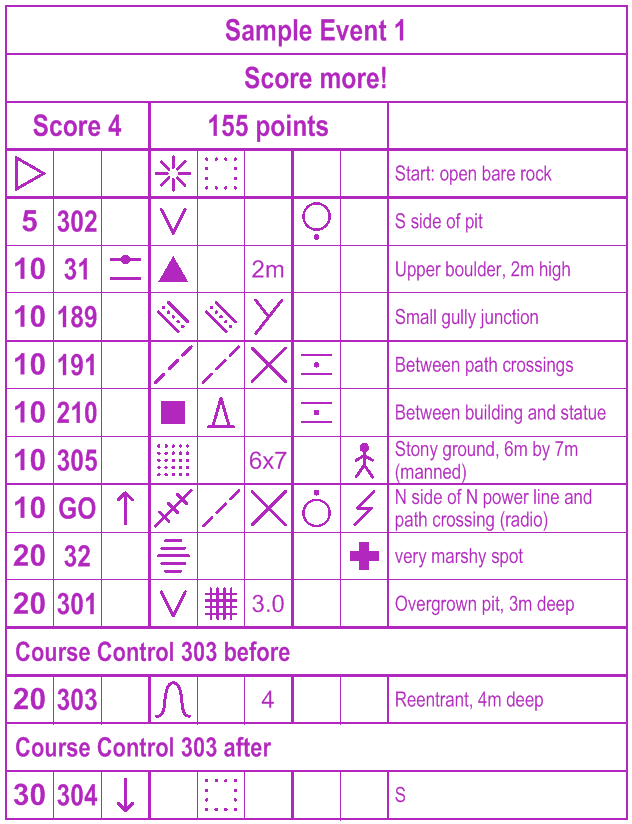 Sample Event 1
Score more!
Score 4 155 points
Start: open bare rock
5 302 S side of pit
10 31 2m Upper boulder, 2m high
10 189 Small gully junction
10 191 Between path crossings
10 210 Between building and statue
10 305 6x7 Stony ground, 6m by 7m
(manned)
10 GO N side of N power line and
path crossing (radio)
20 32 very marshy spot
20 301 3.0 Overgrown pit, 3m deep
Course Control 303 before
20 303 4 Reentrant, 4m deep
Course Control 303 after
30 304 S